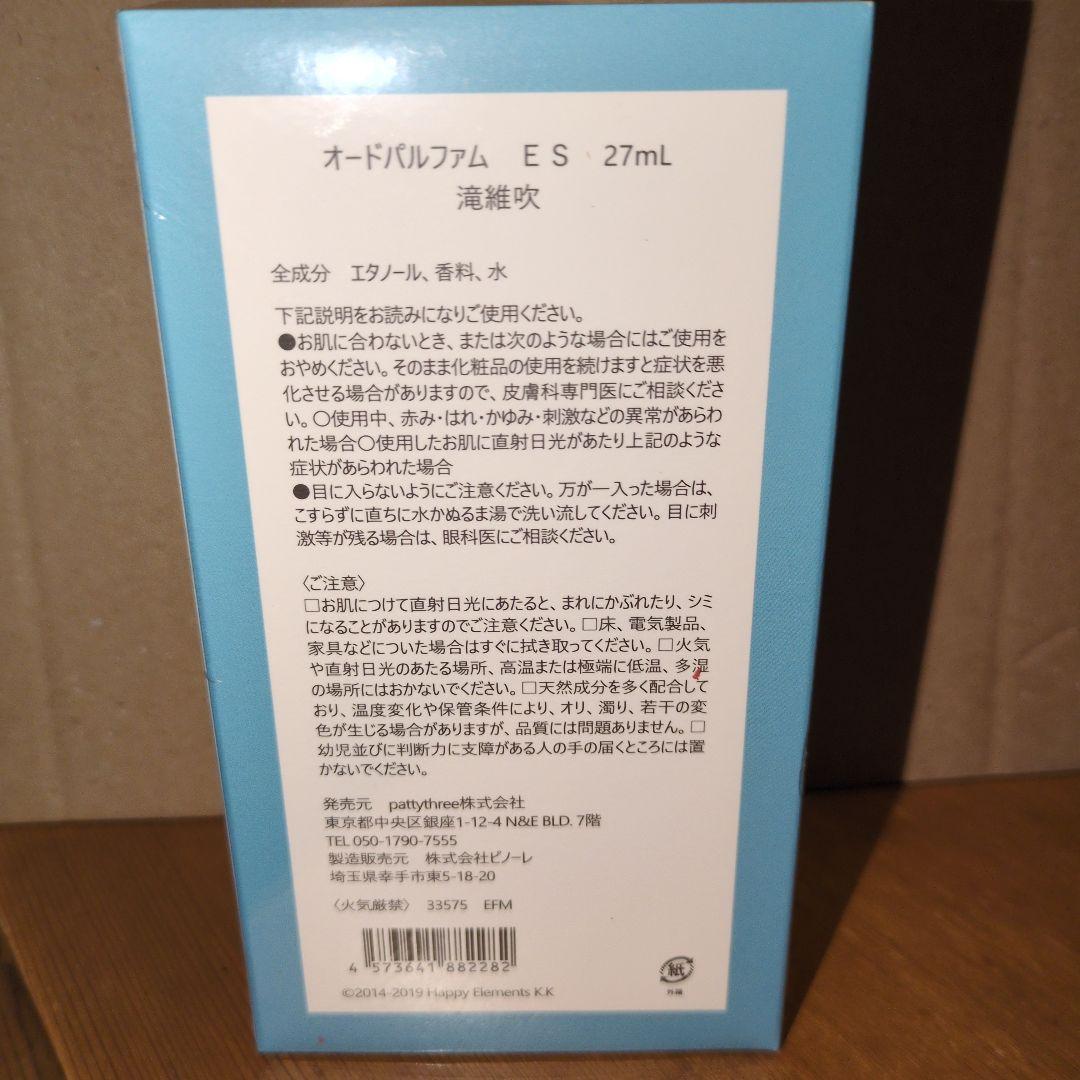 オードパルファム　ＥＳ　27mL
滝維吹
全成分　エタノール、香料、水
下記説明をお読みになりご使用ください。
●お肌に合わないとき、または次のような場合にはご使用を
おやめください。そのまま化粧品の使用を続けますと症状を悪
化させる場合がありますので、皮膚科専門医にご相談くださ
い。〇使用中、赤み・はれ・かゆみ・刺激などの異常があらわ
れた場合〇使用したお肌に直射日光があたり上記のような
症状があらわれた場合
●目に入らないようにご注意ください。万が一入った場合は、
こすらずに直ちに水かぬるま湯で洗い流してください。目に刺
激等が残る場合は、眼科医にご相談ください。
〈ご注意〉
□お肌につけて直射日光にあたると、まれにかぶれたり、シミ
になることがありますのでご注意ください。□床、電気製品、
家具などについた場合はすぐに拭き取ってください。□火気
や直射日光のあたる場所、高温または極端に低温、多湿
の場所にはおかないでください。□天然成分を多く配合して
おり、温度変化や保管条件により、オリ、濁り、若干の変
色が生じる場合がありますが、品質には問題ありません。□
幼児並びに判断力に支障がある人の手の届くところには置
かないでください。
発売元　pattythree株式会社
東京都中央区銀座1-12-4 N&E BLD. 7階
TEL 050-1790-7555
製造販売元　株式会社ピノーレ
埼玉県幸手市東5-18-20
〈火気厳禁〉　33575　EFM
4 573641 882282
紙
外箱
©2014-2019 Happy Elements K.K